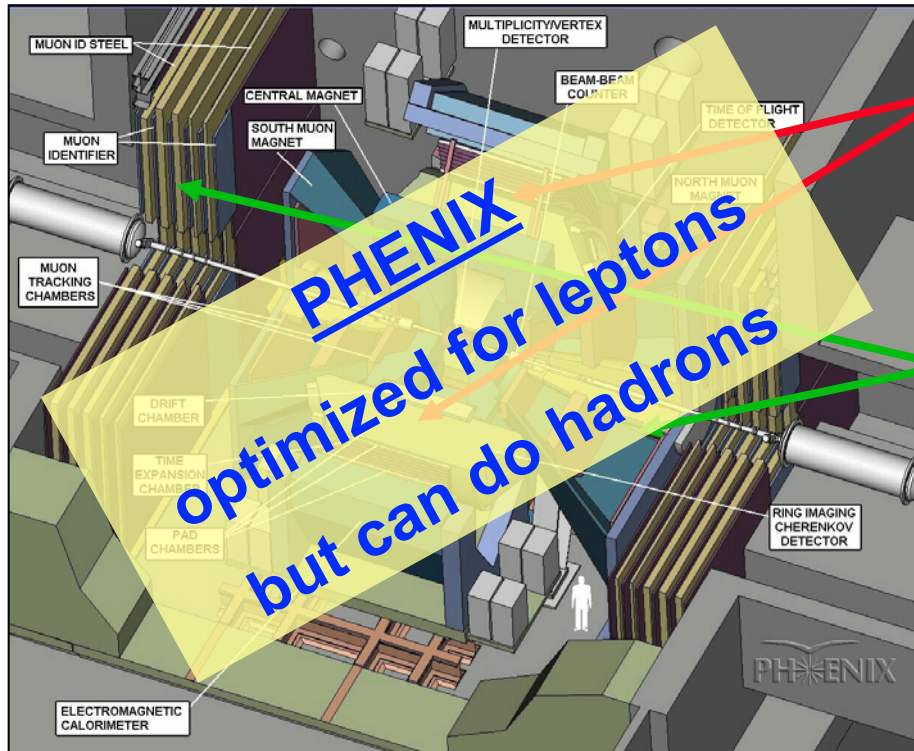 MUON ID STEEL
MULTIPLICITY/VERTEX
DETECTOR
BEAM-BEAM
COUNTER
CENTRAL MAGNET
TIME OF FLIGHT
DETECTOR
SOUTH MUON
MAGNET
MUON
IDENTIFIER
NORTH MUON
MAGNET
MUON
TRACKING
CHAMBERS
PHENIX
optimized for leptons
but can do hadrons
DRIFT
CHAMBER
TIME
EXPANSION
CHAMBER
PAD
CHAMBERS
RING IMAGING
CHERENKOV
DETECTOR
ELECTROMAGNETIC
CALORIMETER
PHENIX